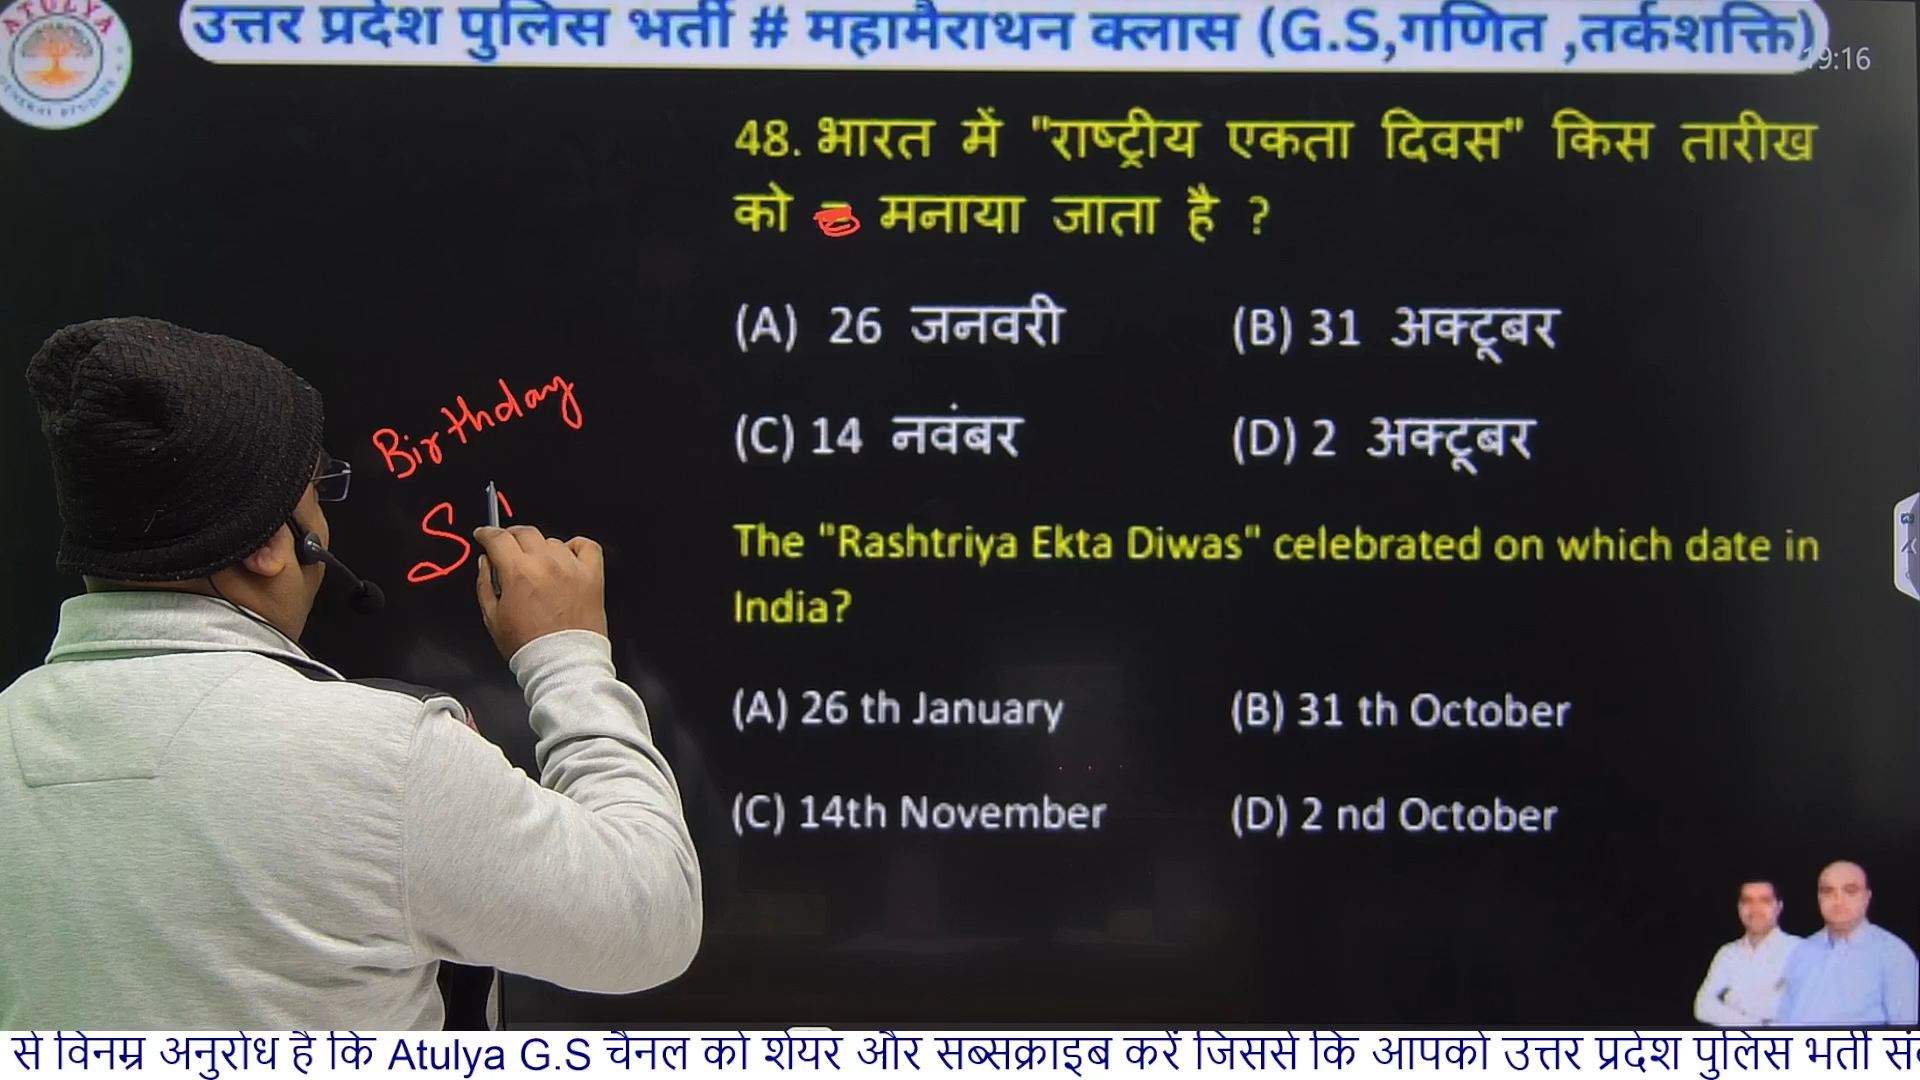 ATULYA
GENERAL STUDIES
उत्तर प्रदेश पुलिस भर्ती # महामैराथन क्लास (G.S,गणित ,तर्कशक्ति)
19:16
48. भारत में "राष्ट्रीय एकता दिवस" किस तारीख
को मनाया जाता है ?
(A) 26 जनवरी (B) 31 अक्टूबर
(C) 14 नवंबर (D) 2 अक्टूबर
Birthday
The "Rashtriya Ekta Diwas" celebrated on which date in
India?
(A) 26 th January (B) 31 th October
(C) 14th November (D) 2 nd October
से विनम्र अनुरोध है कि Atulya G.S चैनल को शेयर और सब्सक्राइब करें जिससे कि आपको उत्तर प्रदेश पुलिस भर्ती